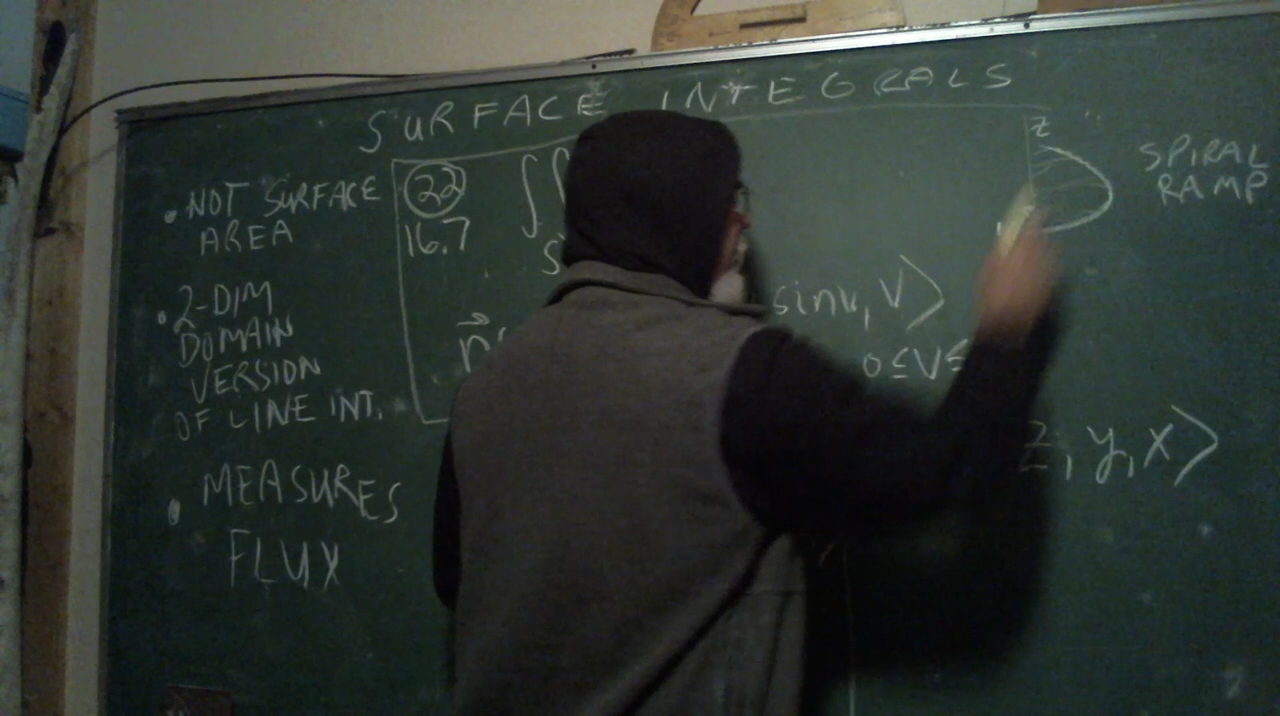 SURFACE INTEGRALS
• NOT SURFACE
AREA
• 2-DIM
DOMAIN
VERSION
OF LINE INT.
• MEASURES
FLUX
22
16.7
∫∫
S
sinv, v⟩
0≤v≤
z, y, x⟩
z
SPIRAL
RAMP